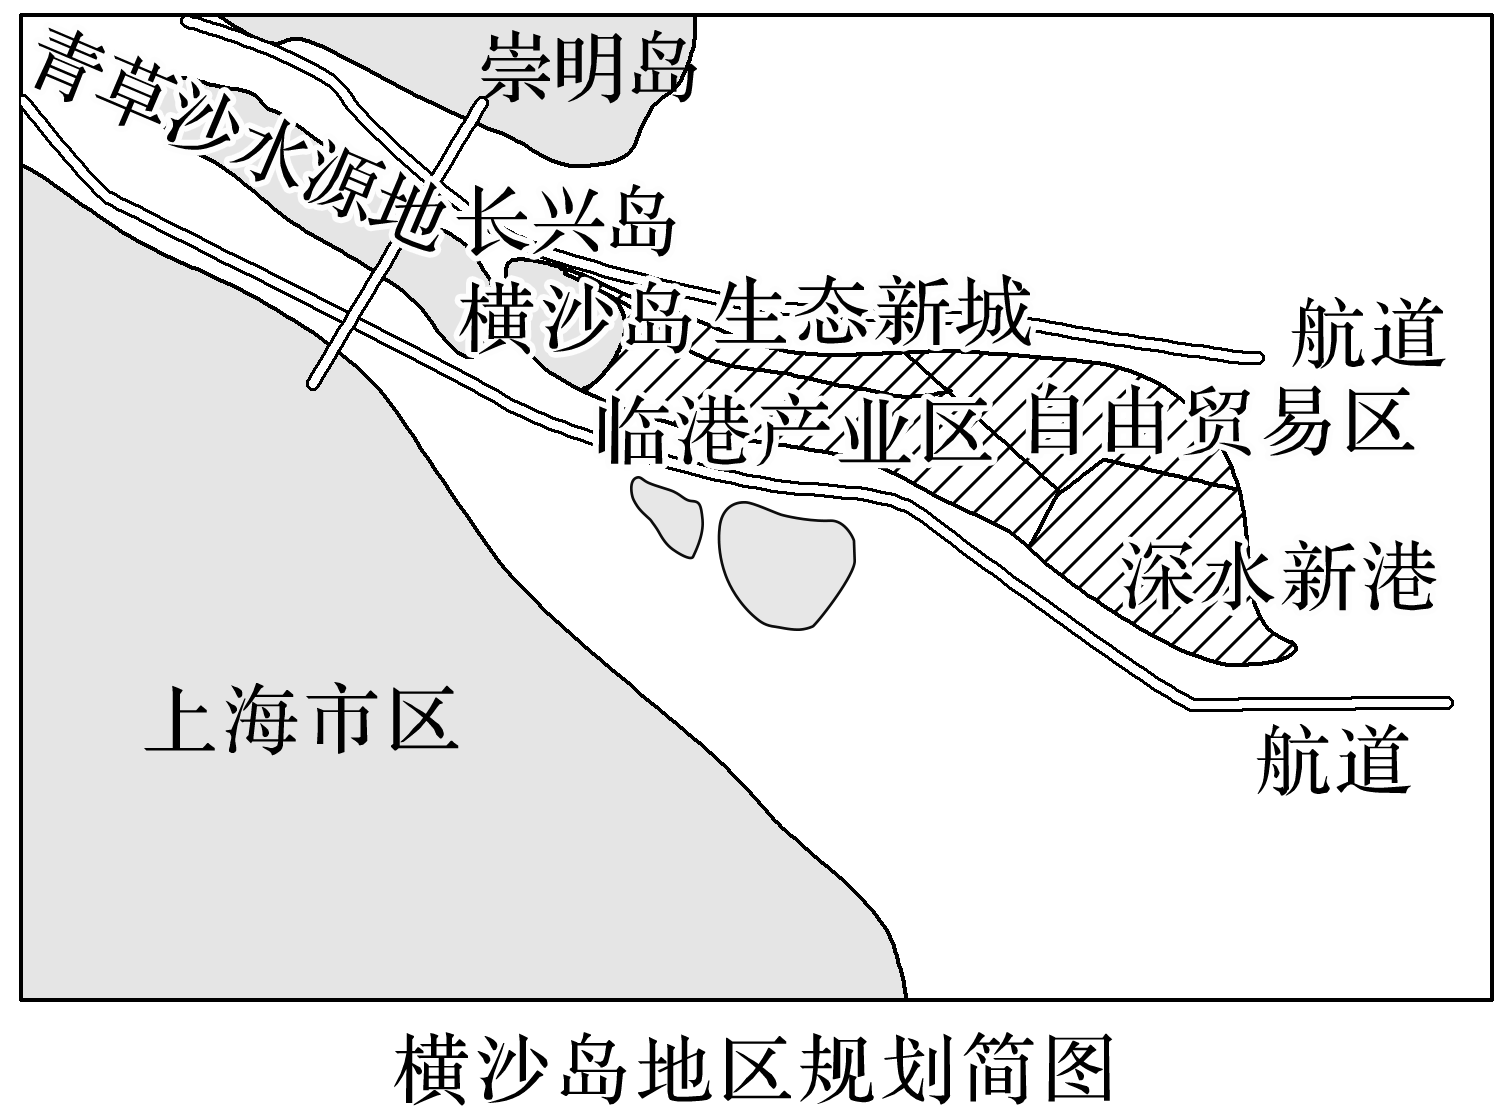 崇明岛
青草沙水源地
长兴岛
横沙岛
生态新城
航道
临港产业区
自由贸易区
深水新港
上海市区
航道
横沙岛地区规划简图